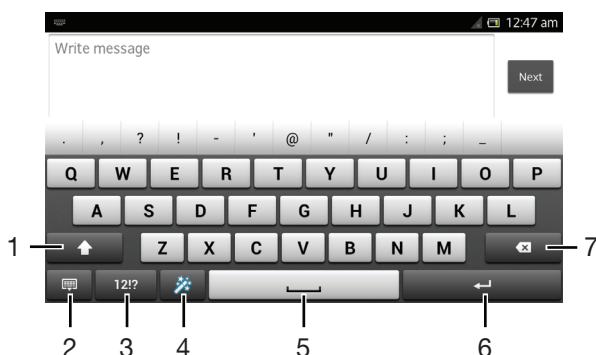 12:47 am
Write message
Next
. , ? ! - ' @ " / : ; _
Q W E R T Y U I O P
A S D F G H J K L
1 Z X C V B N M 7
12!?
2 3 4 5 6